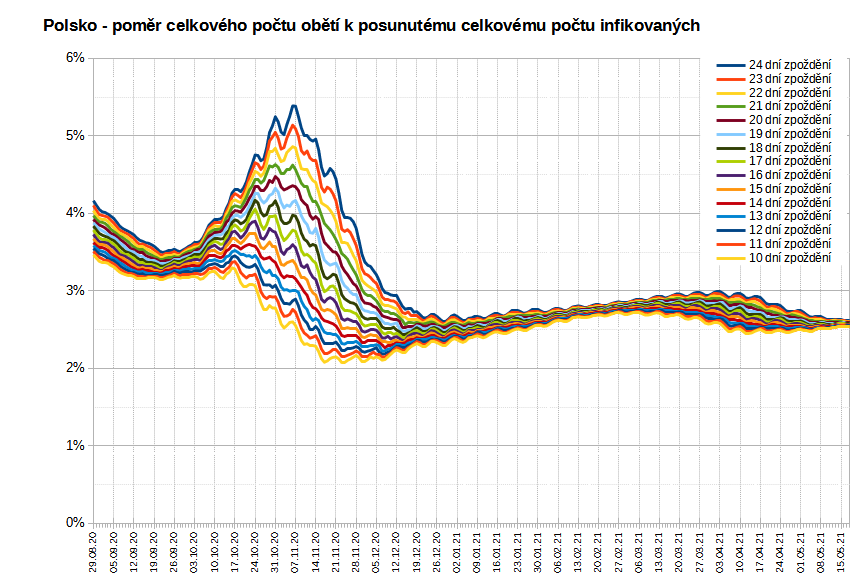 Polsko - poměr celkového počtu obětí k posunutému celkovému počtu infikovaných
6%
5%
4%
3%
2%
1%
0%
24 dní zpoždění
23 dní zpoždění
22 dní zpoždění
21 dní zpoždění
20 dní zpoždění
19 dní zpoždění
18 dní zpoždění
17 dní zpoždění
16 dní zpoždění
15 dní zpoždění
14 dní zpoždění
13 dní zpoždění
12 dní zpoždění
11 dní zpoždění
10 dní zpoždění
29.08.20
05.09.20
12.09.20
19.09.20
26.09.20
03.10.20
10.10.20
17.10.20
24.10.20
31.10.20
07.11.20
14.11.20
21.11.20
28.11.20
05.12.20
12.12.20
19.12.20
26.12.20
02.01.21
09.01.21
16.01.21
23.01.21
30.01.21
06.02.21
13.02.21
20.02.21
27.02.21
06.03.21
13.03.21
20.03.21
27.03.21
03.04.21
10.04.21
17.04.21
24.04.21
01.05.21
08.05.21
15.05.21